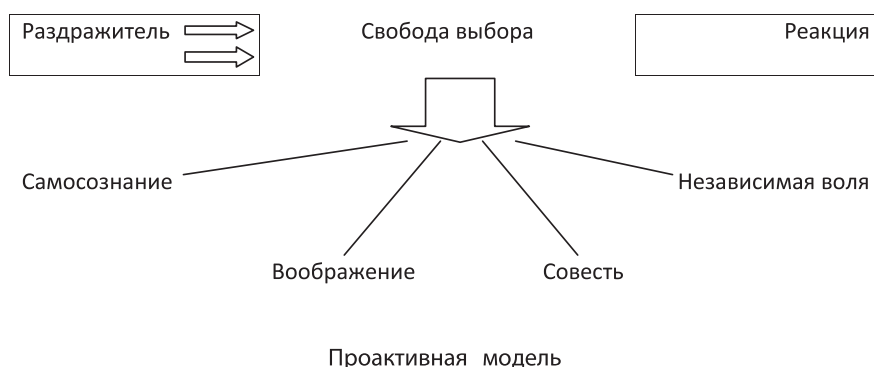 Раздражитель
Свобода выбора
Реакция
Самосознание
Независимая воля
Воображение
Совесть
Проактивная модель